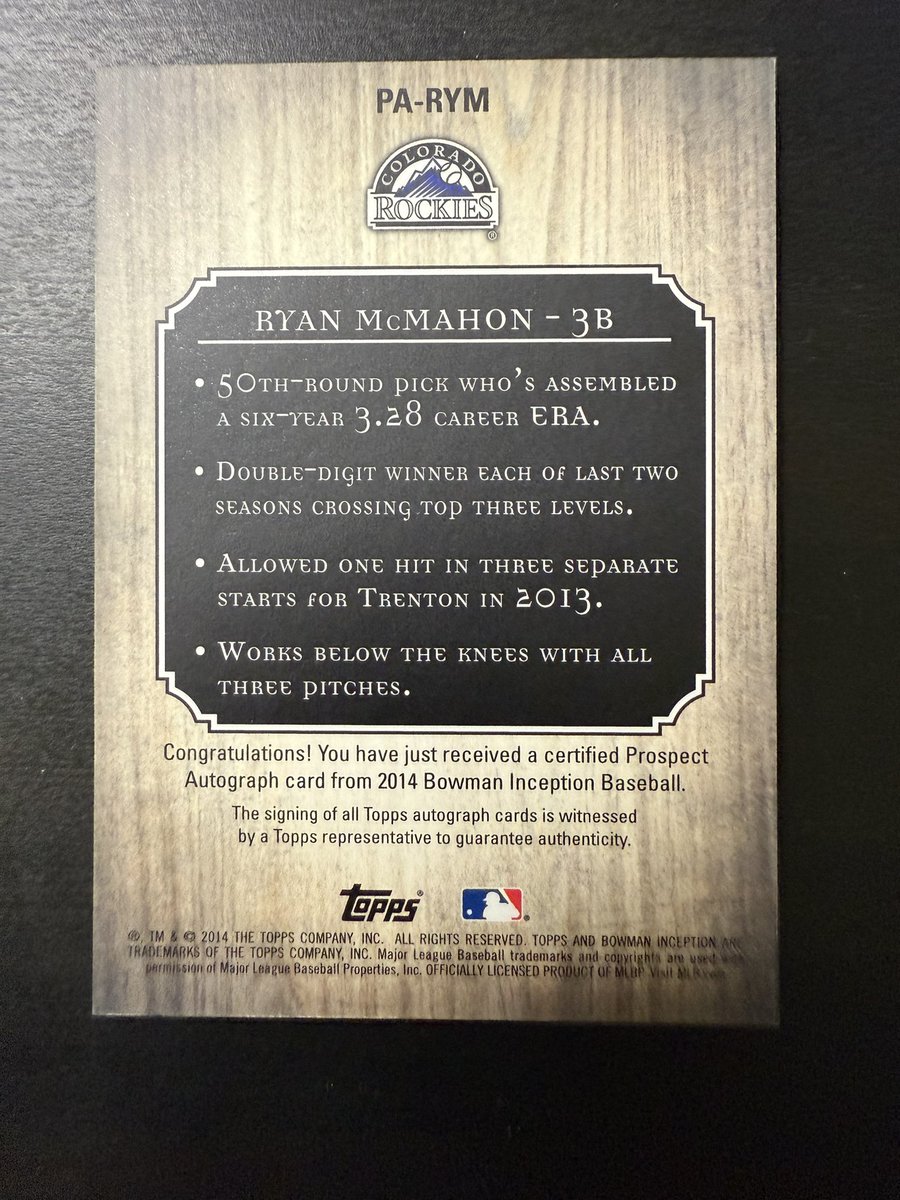 PA-RYM
COLORADO
ROCKIES
®
RYAN McMAHON - 3B
• 50TH-ROUND PICK WHO'S ASSEMBLED
A SIX-YEAR 3.28 CAREER ERA.
• DOUBLE-DIGIT WINNER EACH OF LAST TWO
SEASONS CROSSING TOP THREE LEVELS.
• ALLOWED ONE HIT IN THREE SEPARATE
STARTS FOR TRENTON IN 2013.
• WORKS BELOW THE KNEES WITH ALL
THREE PITCHES.
Congratulations! You have just received a certified Prospect
Autograph card from 2014 Bowman Inception Baseball.
The signing of all Topps autograph cards is witnessed
by a Topps representative to guarantee authenticity.
Topps®
®, TM & © 2014 THE TOPPS COMPANY, INC. ALL RIGHTS RESERVED. TOPPS AND BOWMAN INCEPTION ARE
TRADEMARKS OF THE TOPPS COMPANY, INC. Major League Baseball trademarks and copyrights are used with
permission of Major League Baseball Properties, Inc. OFFICIALLY LICENSED PRODUCT OF MLBP Visit